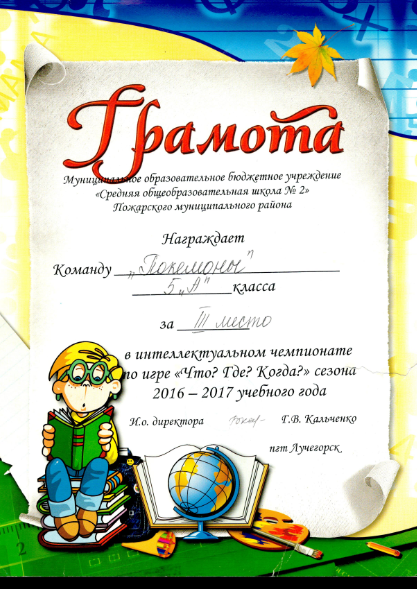 Грамота
Муниципальное образовательное бюджетное учреждение
«Средняя общеобразовательная школа № 2»
Пожарского муниципального района
Награждает
Команду „Покемоны"
5 „А" класса
за III место
в интеллектуальном чемпионате
по игре «Что? Где? Когда?» сезона
2016 – 2017 учебного года
И.о. директора Г.В. Кальченко
пгт Лучегорск
2